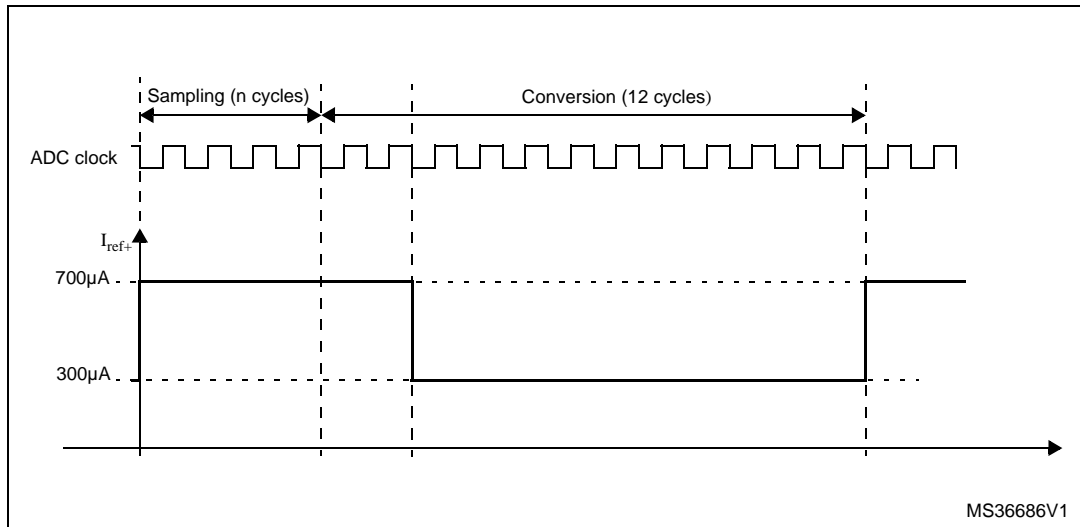 Sampling (n cycles)
Conversion (12 cycles)
ADC clock
Iref+
700µA
300µA
MS36686V1